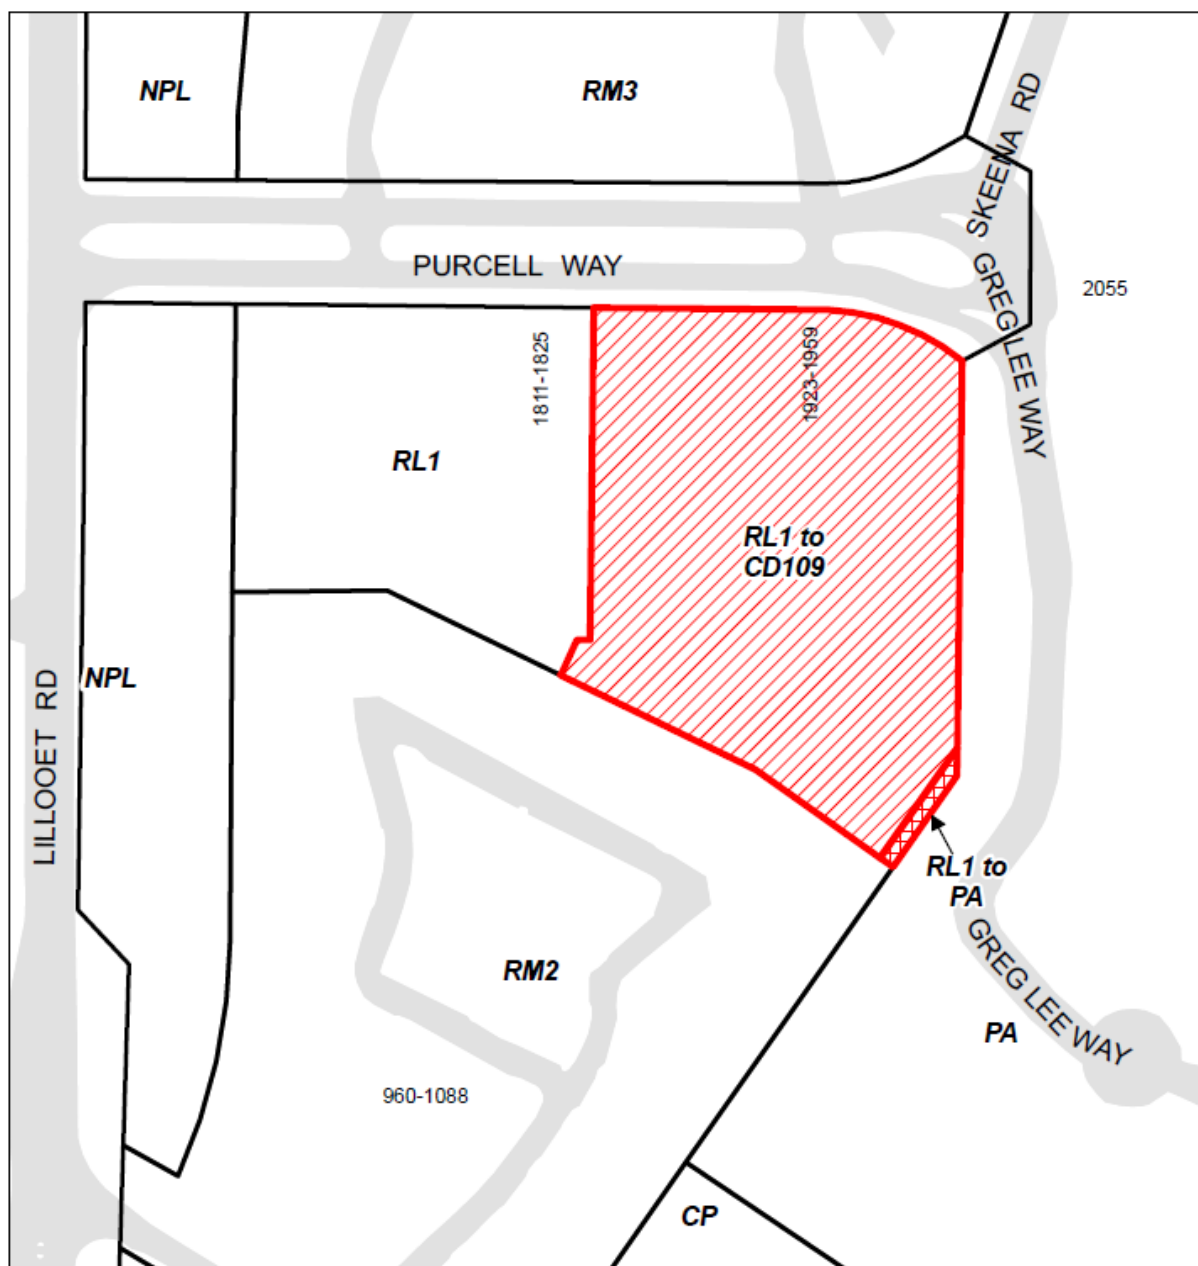 NPL
RM3
SKEENA RD
PURCELL WAY
GREG LEE WAY
2055
1811-1825
1923-1959
RL1
RL1 to
CD109
NPL
LILLOOET RD
RL1 to
PA
GREG LEE WAY
RM2
PA
960-1088
CP